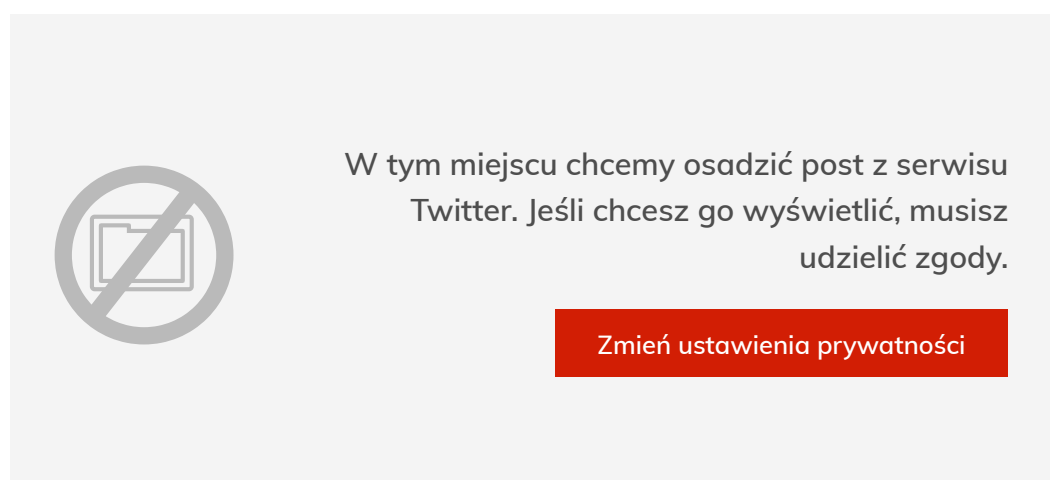 W tym miejscu chcemy osadzić post z serwisu
Twitter. Jeśli chcesz go wyświetlić, musisz
udzielić zgody.
Zmień ustawienia prywatności